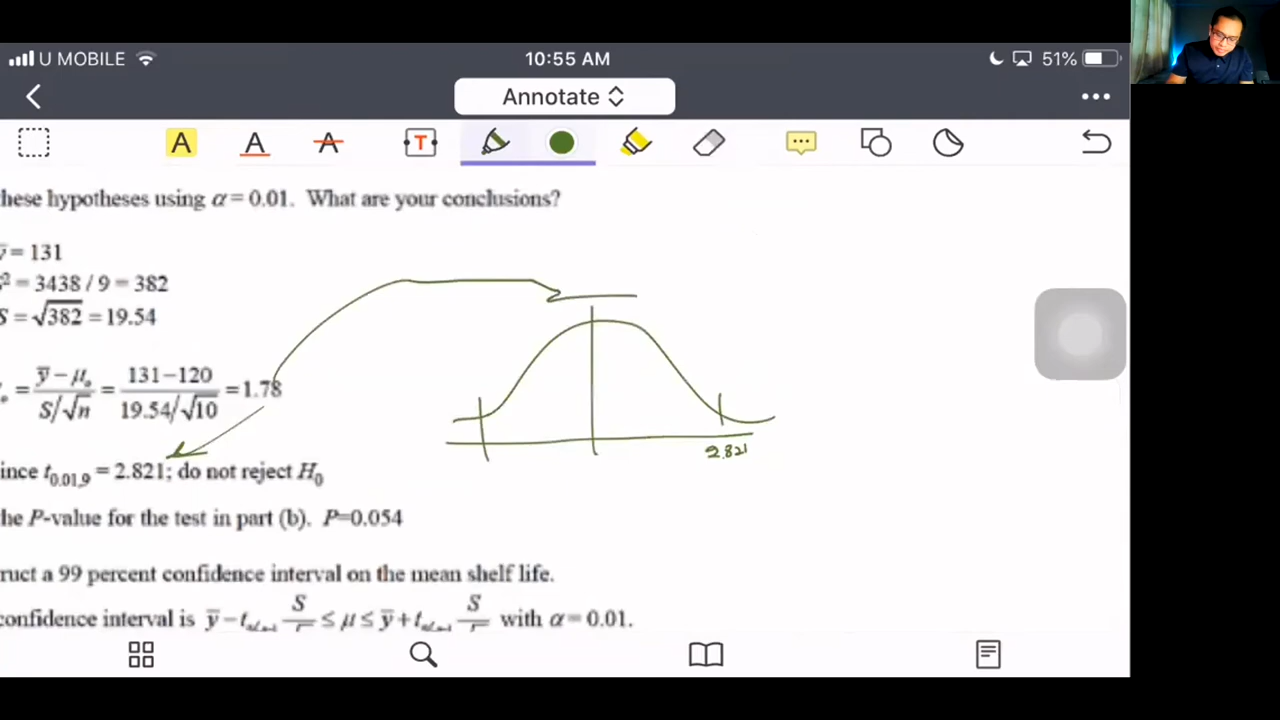 U MOBILE 10:55 AM 51%
Annotate
A A A T
hese hypotheses using α = 0.01. What are your conclusions?
ȳ = 131
² = 3438 / 9 = 382
S = √382 = 19.54
= ȳ − μ₀ / S/√n = 131−120 / 19.54/√10 = 1.78
2.821
ince t0.01,9 = 2.821; do not reject H0
he P-value for the test in part (b). P=0.054
ruct a 99 percent confidence interval on the mean shelf life.
confidence interval is ȳ − S ≤ μ ≤ ȳ + S with α = 0.01.